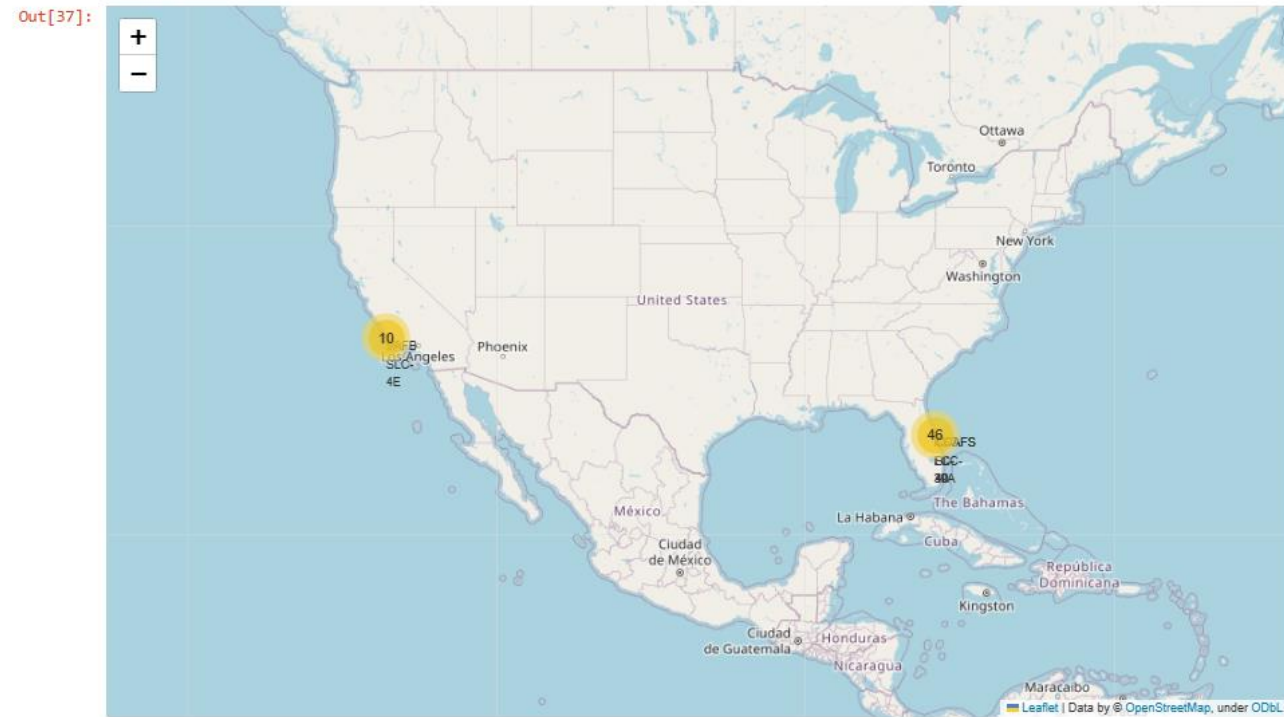 Out[37]:
+
−
Ottawa
Toronto
New York
Washington
United States
10
Los Angeles
SLC-
4E
Phoenix
46
The Bahamas
La Habana
Cuba
México
Ciudad
de México
República
Dominicana
Kingston
Ciudad
de Guatemala
Honduras
Nicaragua
Maracaibo
Leaflet | Data by © OpenStreetMap, under ODbL